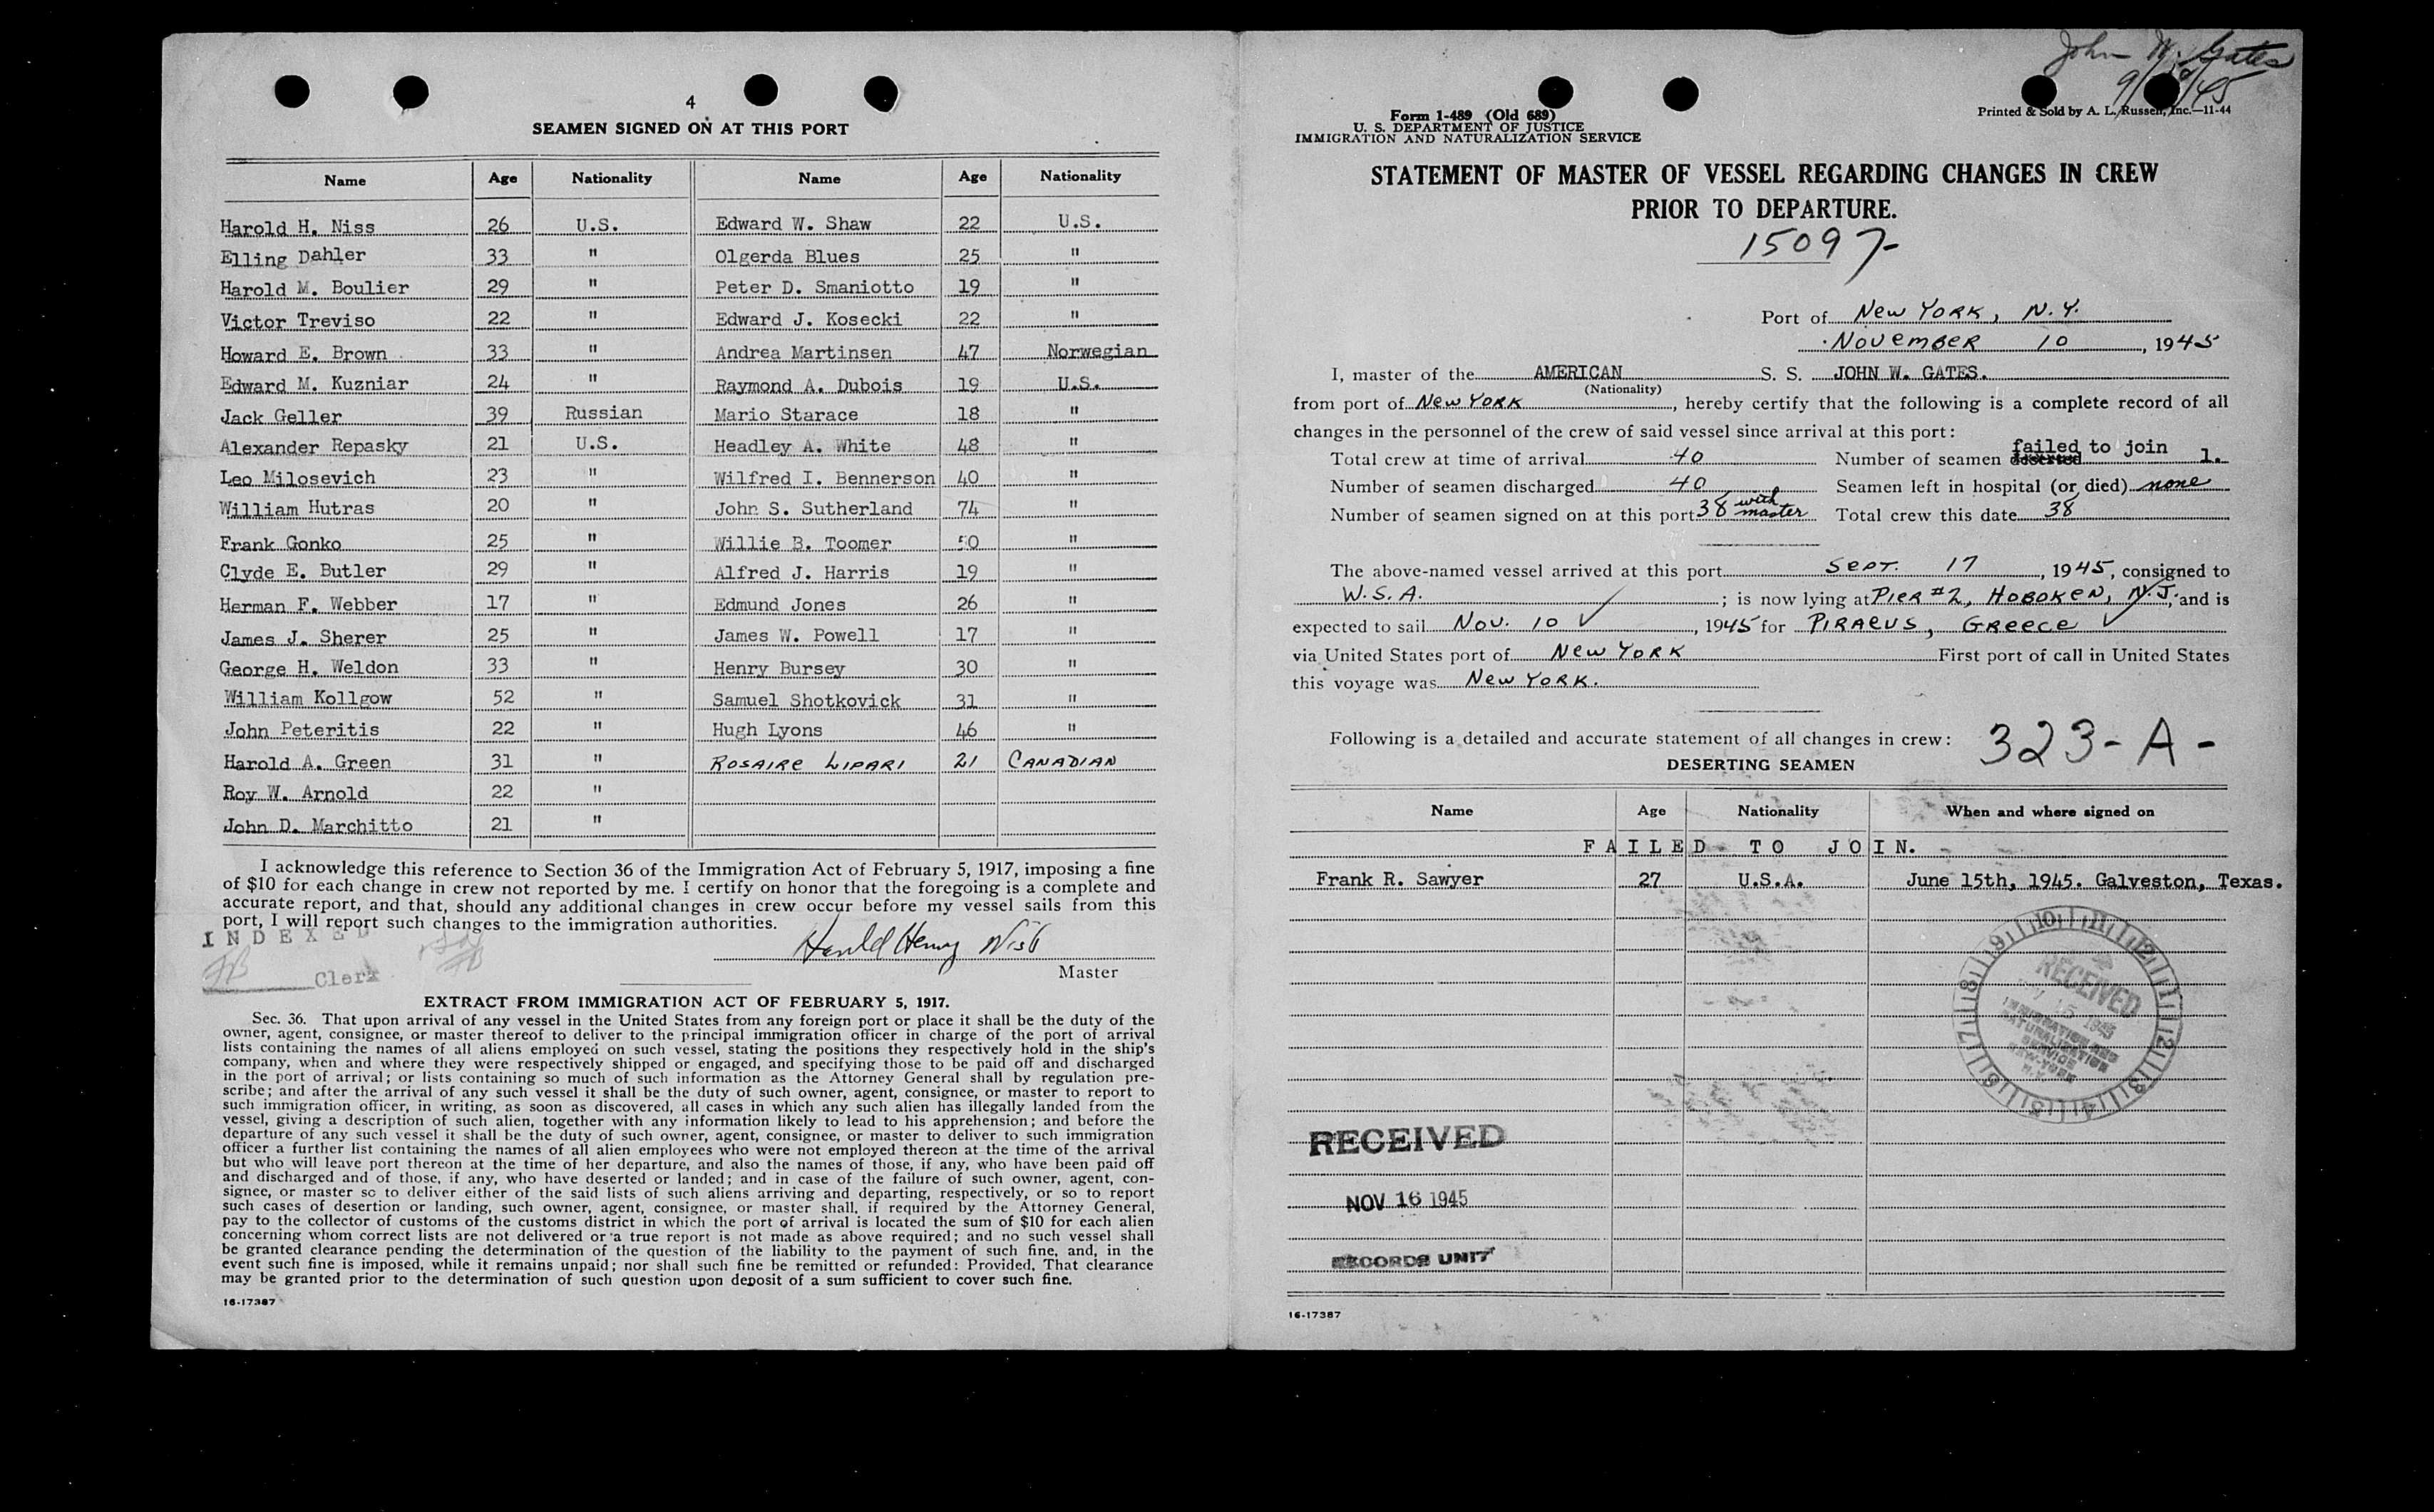 4
SEAMEN SIGNED ON AT THIS PORT
Name Age Nationality Name Age Nationality
Harold H. Niss 26 U.S. Edward W. Shaw 22 U.S.
Elling Dahler 33 " Olgerda Blues 25 "
Harold M. Boulier 29 " Peter D. Smaniotto 19 "
Victor Treviso 22 " Edward J. Kosecki 22 "
Howard E. Brown 33 " Andrea Martinsen 47 Norwegian
Edward M. Kuzniar 24 " Raymond A. Dubois 19 U.S.
Jack Geller 39 Russian Mario Starace 18 "
Alexander Repasky 21 U.S. Headley A. White 48 "
Leo Milosevich 23 " Wilfred I. Bennerson 40 "
William Hutras 20 " John S. Sutherland 74 "
Frank Gonko 25 " Willie B. Toomer 50 "
Clyde E. Butler 29 " Alfred J. Harris 19 "
Herman F. Webber 17 " Edmund Jones 26 "
James J. Sherer 25 " James W. Powell 17 "
George H. Weldon 33 " Henry Bursey 30 "
William Kollgow 52 " Samuel Shotkovick 31 "
John Peteritis 22 " Hugh Lyons 46 "
Harold A. Green 31 " ROSAIRE LIPARI 21 CANADIAN
Roy W. Arnold 22 "
John D. Marchitto 21 "
I acknowledge this reference to Section 36 of the Immigration Act of February 5, 1917, imposing a fine
of $10 for each change in crew not reported by me. I certify on honor that the foregoing is a complete and
accurate report, and that, should any additional changes in crew occur before my vessel sails from this
port, I will report such changes to the immigration authorities.
INDEXED
Harold Henry Niss
Clerk
Master
EXTRACT FROM IMMIGRATION ACT OF FEBRUARY 5, 1917.
Sec. 36. That upon arrival of any vessel in the United States from any foreign port or place it shall be the duty of the
owner, agent, consignee, or master thereof to deliver to the principal immigration officer in charge of the port of arrival
lists containing the names of all aliens employed on such vessel, stating the positions they respectively hold in the ship's
company, when and where they were respectively shipped or engaged, and specifying those to be paid off and discharged
in the port of arrival; or lists containing so much of such information as the Attorney General shall by regulation pre-
scribe; and after the arrival of any such vessel it shall be the duty of such owner, agent, consignee, or master to report to
such immigration officer, in writing, as soon as discovered, all cases in which any such alien has illegally landed from the
vessel, giving a description of such alien, together with any information likely to lead to his apprehension; and before the
departure of any such vessel it shall be the duty of such owner, agent, consignee, or master to deliver to such immigration
officer a further list containing the names of all alien employees who were not employed thereon at the time of the arrival
but who will leave port thereon at the time of her departure, and also the names of those, if any, who have been paid off
and discharged and of those, if any, who have deserted or landed; and in case of the failure of such owner, agent, con-
signee, or master so to deliver either of the said lists of such aliens arriving and departing, respectively, or so to report
such cases of desertion or landing, such owner, agent, consignee, or master shall, if required by the Attorney General,
pay to the collector of customs of the customs district in which the port of arrival is located the sum of $10 for each alien
concerning whom correct lists are not delivered or a true report is not made as above required; and no such vessel shall
be granted clearance pending the determination of the question of the liability to the payment of such fine, and, in the
event such fine is imposed, while it remains unpaid; nor shall such fine be remitted or refunded: Provided, That clearance
may be granted prior to the determination of such question upon deposit of a sum sufficient to cover such fine.
16-17387
John W. Gates
Form 1-489 (Old 689)
U. S. DEPARTMENT OF JUSTICE
IMMIGRATION AND NATURALIZATION SERVICE
Printed & Sold by A. L. Russell, Inc.—11-44
STATEMENT OF MASTER OF VESSEL REGARDING CHANGES IN CREW
PRIOR TO DEPARTURE.
15097-
Port of New York, N.Y.
November 10, 1945
I, master of the AMERICAN S. S. JOHN W. GATES.
(Nationality)
from port of New York, hereby certify that the following is a complete record of all
changes in the personnel of the crew of said vessel since arrival at this port:
Total crew at time of arrival 40 Number of seamen deserted failed to join 1.
Number of seamen discharged 40 Seamen left in hospital (or died) none
Number of seamen signed on at this port 38 with master Total crew this date 38
The above-named vessel arrived at this port Sept. 17, 1945, consigned to
W.S.A.; is now lying at Pier #2, Hoboken, N.J. and is
expected to sail Nov. 10, 1945 for Piraeus, Greece
via United States port of New York First port of call in United States
this voyage was New York.
Following is a detailed and accurate statement of all changes in crew: 323-A-
DESERTING SEAMEN
Name Age Nationality When and where signed on
FAILED TO JOIN.
Frank R. Sawyer 27 U.S.A. June 15th, 1945. Galveston, Texas.
RECEIVED
IMMIGRATION AND
NATURALIZATION
SERVICE
NEW-YORK
RECEIVED
NOV 16 1945
RECORDS UNIT
16-17387